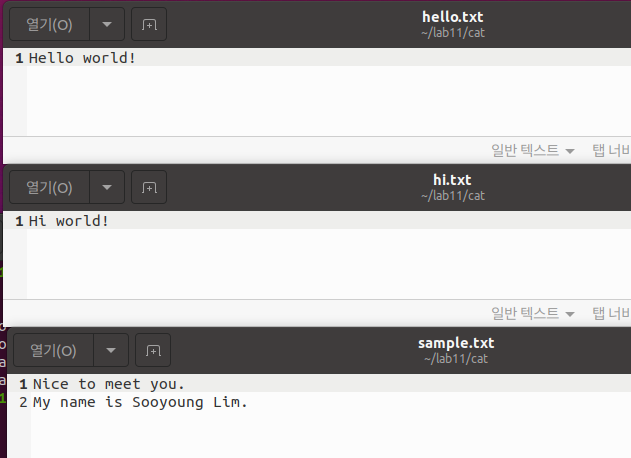 열기(O)
hello.txt
~/lab11/cat
1 Hello world!
일반 텍스트 탭 너비
열기(O)
hi.txt
~/lab11/cat
1 Hi world!
일반 텍스트 탭 너비
열기(O)
sample.txt
~/lab11/cat
1 Nice to meet you.
2 My name is Sooyoung Lim.